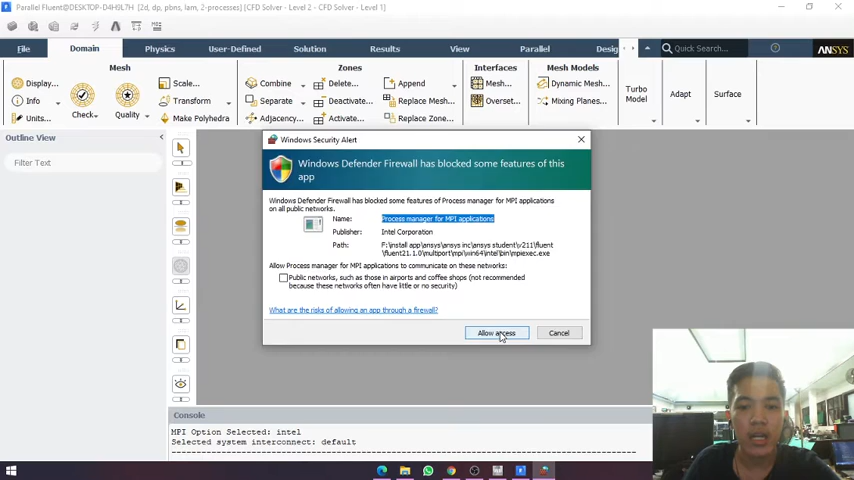 Parallel Fluent@DESKTOP-D4H9L7H [2d, dp, pbns, lam, 2-processes] [CFD Solver - Level 2 - CFD Solver - Level 1]
File Domain Physics User-Defined Solution Results View Parallel Desig Quick Search... ANSYS
Mesh Zones Interfaces Mesh Models
Display... Scale... Combine Delete... Append Mesh... Dynamic Mesh...
Turbo Model Adapt Surface
Info Check Quality Transform Separate Deactivate... Replace Mesh... Overset... Mixing Planes...
Units... Make Polyhedra Adjacency... Activate... Replace Zone...
Outline View
Filter Text
Windows Security Alert
Windows Defender Firewall has blocked some features of this
app
Windows Defender Firewall has blocked some features of Process manager for MPI applications
on all public networks.
Name: Process manager for MPI applications
Publisher: Intel Corporation
Path: F:\install app\ansys\ansys inc\ansys student\v211\fluent
\fluent21.1.0\multport\mpi\win64\intel\bin\mpiexec.exe
Allow Process manager for MPI applications to communicate on these networks:
Public networks, such as those in airports and coffee shops (not recommended
because these networks often have little or no security)
What are the risks of allowing an app through a firewall?
Allow access Cancel
Console
MPI Option Selected: intel
Selected system interconnect: default